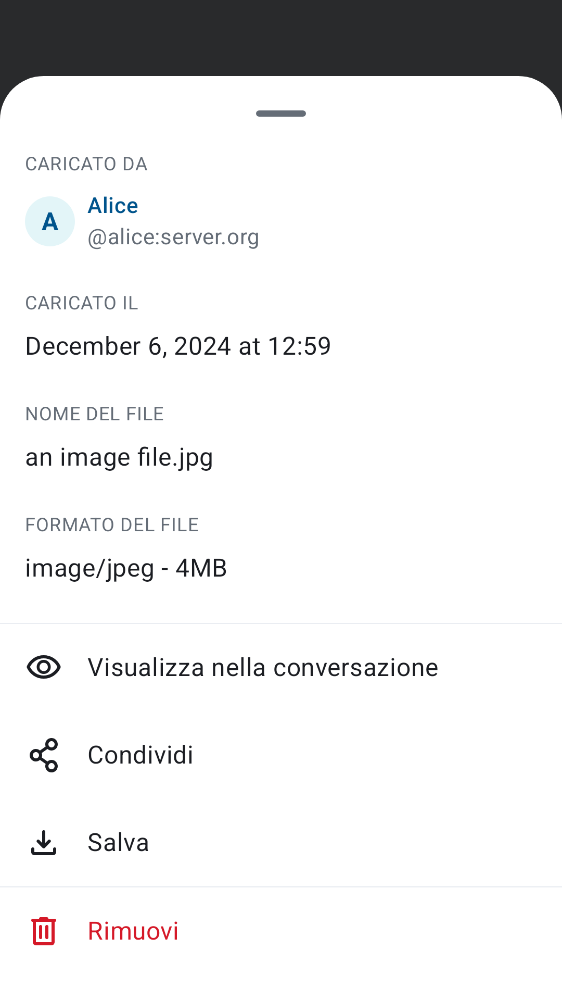 CARICATO DA
A
Alice
@alice:server.org
CARICATO IL
December 6, 2024 at 12:59
NOME DEL FILE
an image file.jpg
FORMATO DEL FILE
image/jpeg - 4MB
Visualizza nella conversazione
Condividi
Salva
Rimuovi